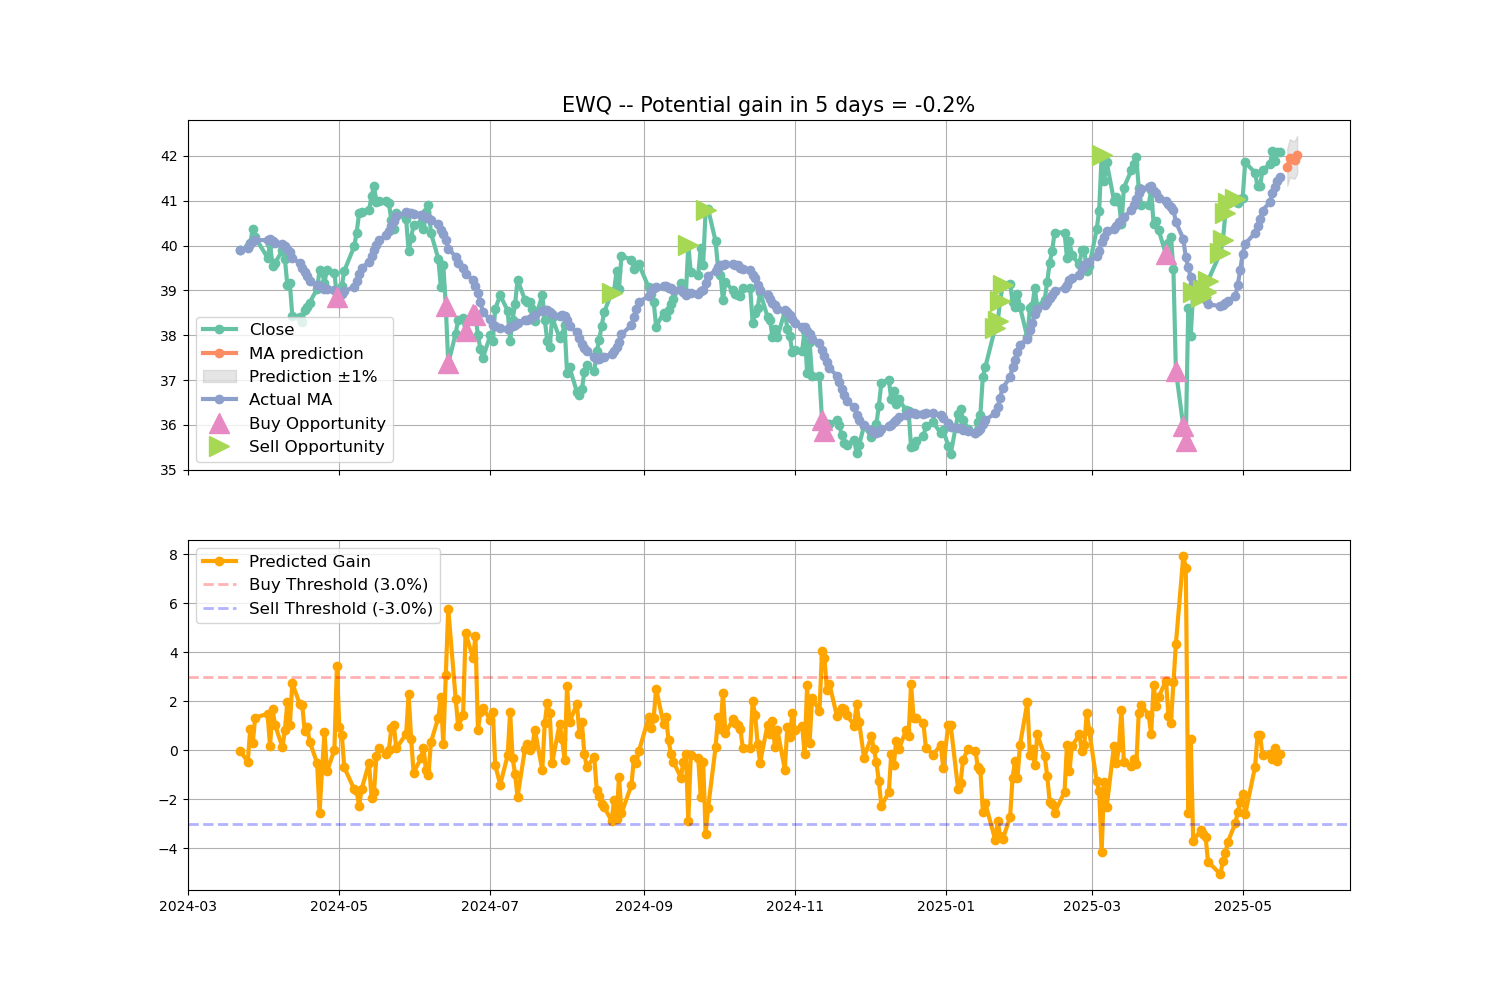 EWQ -- Potential gain in 5 days = -0.2%
42
41
40
39
38
37
36
35
Close
MA prediction
Prediction ±1%
Actual MA
Buy Opportunity
Sell Opportunity
8
6
4
2
0
−2
−4
Predicted Gain
Buy Threshold (3.0%)
Sell Threshold (-3.0%)
2024-03 2024-05 2024-07 2024-09 2024-11 2025-01 2025-03 2025-05